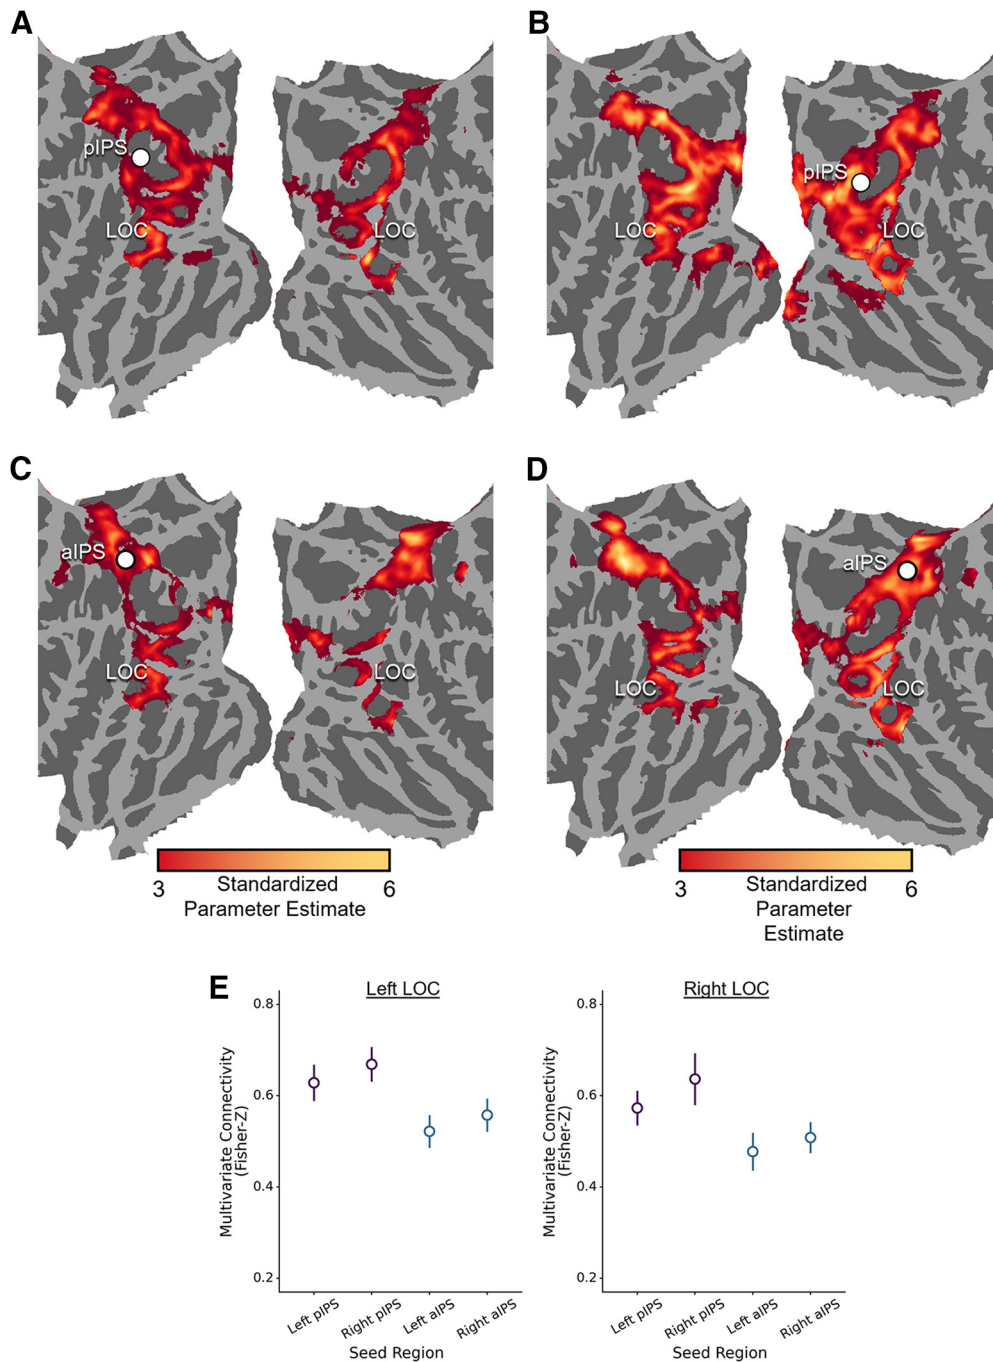 A
B
pIPS
LOC
LOC
pIPS
LOC
LOC
C
D
aIPS
LOC
LOC
aIPS
LOC
LOC
3
6
Standardized
Parameter Estimate
3
6
Standardized
Parameter
Estimate
E
Left LOC
0.8
0.6
0.4
0.2
Multivariate Connectivity
(Fisher-Z)
Left pIPS
Right pIPS
Left aIPS
Right aIPS
Seed Region
Right LOC
0.8
0.6
0.4
0.2
Multivariate Connectivity
(Fisher-Z)
Left pIPS
Right pIPS
Left aIPS
Right aIPS
Seed Region